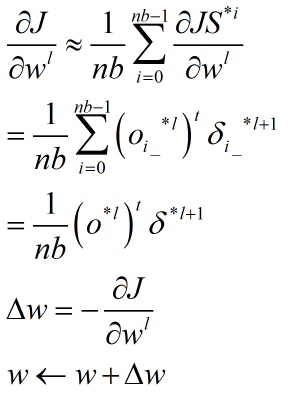 ∂J/∂w^l ≈ 1/nb ∑_{i=0}^{nb−1} ∂JS^{*i}/∂w^l
= 1/nb ∑_{i=0}^{nb−1} (o_{i_}^{*l})^t δ_{i_}^{*l+1}
= 1/nb (o^{*l})^t δ^{*l+1}
Δw = −∂J/∂w^l
w ← w + Δw